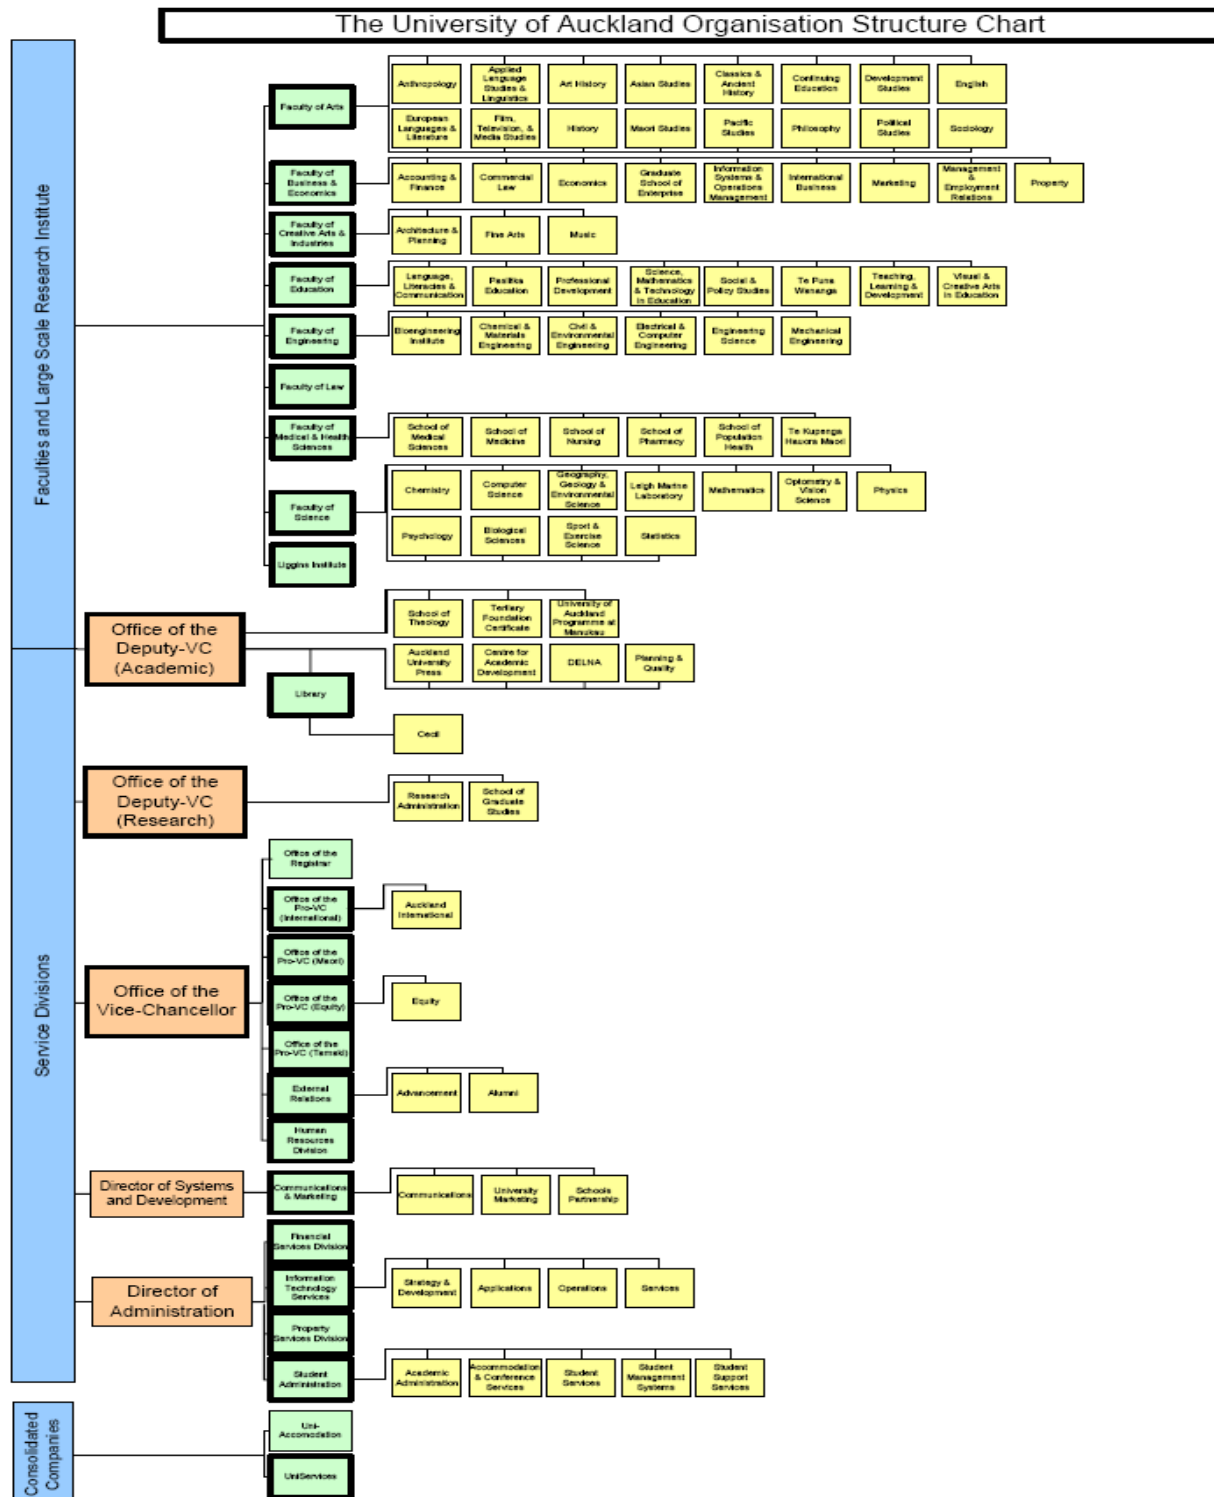 The University of Auckland Organisation Structure Chart
Faculties and Large Scale Research Institute
Faculty of Arts
Anthropology
Applied
Language
Studies &
Linguistics
Art History
Asian Studies
Classics &
Ancient
History
Continuing
Education
Development
Studies
English
European
Languages &
Literature
Film,
Television, &
Media Studies
History
Maori Studies
Pacific
Studies
Philosophy
Political
Studies
Sociology
Faculty of
Business &
Economics
Accounting &
Finance
Commercial
Law
Economics
Graduate
School of
Enterprise
Information
Systems &
Operations
Management
International
Business
Marketing
Management
&
Employment
Relations
Property
Faculty of
Creative Arts &
Industries
Architecture &
Planning
Fine Arts
Music
Faculty of
Education
Language,
Literacies &
Communication
Pasifika
Education
Professional
Development
Science,
Mathematics
& Technology
in Education
Social &
Policy Studies
Te Puna
Wananga
Teaching,
Learning &
Development
Visual &
Creative Arts
in Education
Faculty of
Engineering
Bioengineering
Institute
Chemical &
Materials
Engineering
Civil &
Environmental
Engineering
Electrical &
Computer
Engineering
Engineering
Science
Mechanical
Engineering
Faculty of Law
Faculty of
Medical & Health
Sciences
School of
Medical
Sciences
School of
Medicine
School of
Nursing
School of
Pharmacy
School of
Population
Health
Te Kupenga
Hauora Maori
Faculty of
Science
Chemistry
Computer
Science
Geography,
Geology &
Environmental
Science
Leigh Marine
Laboratory
Mathematics
Optometry &
Vision
Science
Physics
Psychology
Biological
Sciences
Sport &
Exercise
Science
Statistics
Liggins Institute
Service Divisions
Office of the
Deputy-VC
(Academic)
School of
Theology
Tertiary
Foundation
Certificate
University of
Auckland
Programme at
Manukau
Auckland
University
Press
Centre for
Academic
Development
DELNA
Planning &
Quality
Library
Cecil
Office of the
Deputy-VC
(Research)
Research
Administration
School of
Graduate
Studies
Office of the
Vice-Chancellor
Office of the
Registrar
Office of the
Pro-VC
(International)
Auckland
International
Office of the
Pro-VC (Maori)
Office of the
Pro-VC (Equity)
Equity
Office of the
Pro-VC (Tamaki)
External
Relations
Advancement
Alumni
Human
Resources
Division
Director of Systems
and Development
Communications
& Marketing
Communications
University
Marketing
Schools
Partnership
Director of
Administration
Financial
Services Division
Information
Technology
Services
Strategy &
Development
Applications
Operations
Services
Property
Services Division
Student
Administration
Academic
Administration
Accommodation
& Conference
Services
Student
Services
Student
Management
Systems
Student
Support
Services
Consolidated
Companies
Uni-
Accomodation
UniServices